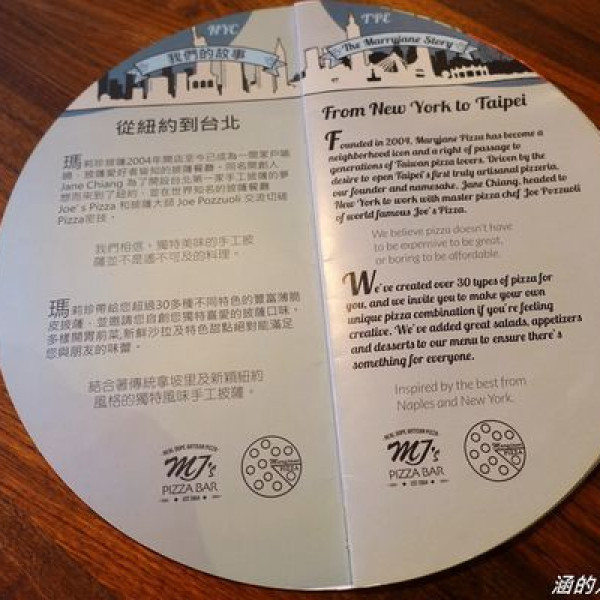 NYC
我們的故事
從紐約到台北
瑪莉珍披薩2004年開店至今已成為一間家戶喻
曉、披薩愛好者皆知的披薩餐廳。同名開創人
Jane Chiang 為了開設台北第一家手工披薩的夢
想而來到了紐約，並在世界知名的披薩餐廳
Joe's Pizza 和披薩大師 Joe Pozzuoli 交流切磋
Pizza密技。
我們相信，獨特美味的手工披
薩並不是遙不可及的料理。
瑪莉珍帶給您超過30多種不同特色的豐富薄脆
皮披薩，並邀請您自創您獨特喜愛的披薩口味，
多樣開胃前菜,新鮮沙拉及特色甜點絕對能滿足
您與朋友的味蕾。
結合著傳統拿坡里及新穎紐約
風格的獨特風味手工披薩。
REAL DOPE ARTISAN PIZZA
MJ's
PIZZA BAR
EST 2004
TPE
The Maryjane Story
From New York to Taipei
Founded in 2004, Maryjane Pizza has become a
neighborhood icon and a right of passage to
generations of Taiwan pizza lovers. Driven by the
desire to open Taipei's first truly artisanal pizzeria,
our founder and namesake, Jane Chiang, headed to
New York to work with master pizza chef Joe Pozzuoli
of world famous Joe's Pizza.
We believe pizza doesn't have
to be expensive to be great,
or boring to be affordable.
We've created over 30 types of pizza for
you, and we invite you to make your own
unique pizza combination if you're feeling
creative. We've added great salads, appetizers
and desserts to our menu to ensure there's
something for everyone.
Inspired by the best from
Naples and New York.
REAL DOPE ARTISAN PIZZA
MJ's
PIZZA BAR
EST 2004
Maryjane
PIZZA
涵的